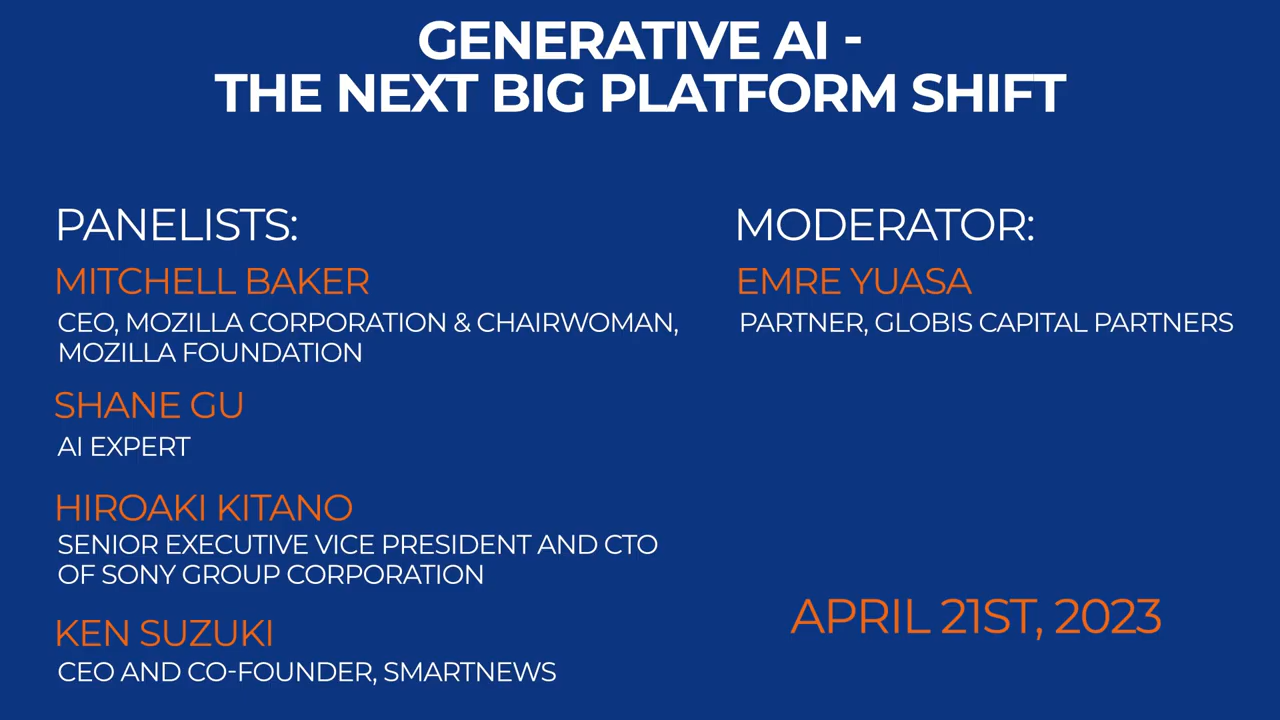 GENERATIVE AI -
THE NEXT BIG PLATFORM SHIFT
PANELISTS:
MITCHELL BAKER
CEO, MOZILLA CORPORATION & CHAIRWOMAN,
MOZILLA FOUNDATION
SHANE GU
AI EXPERT
HIROAKI KITANO
SENIOR EXECUTIVE VICE PRESIDENT AND CTO
OF SONY GROUP CORPORATION
KEN SUZUKI
CEO AND CO-FOUNDER, SMARTNEWS
MODERATOR:
EMRE YUASA
PARTNER, GLOBIS CAPITAL PARTNERS
APRIL 21ST, 2023